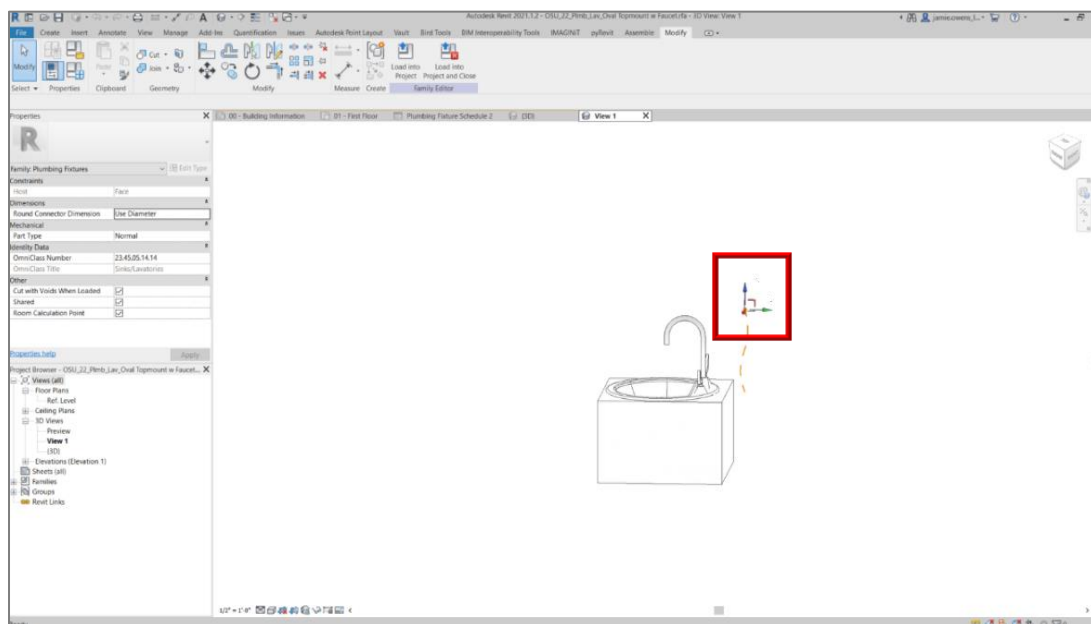 Autodesk Revit 2021.1.2 - OSU_22_Plmb_Lav_Oval Topmount w Faucet.rfa - 3D View: View 1
jamie.owens_L...
File Create Insert Annotate View Manage Add-Ins Quantification Issues Autodesk Point Layout Vault Bird Tools BIM Interoperability Tools IMAGINiT pyRevit Assemble Modify
Modify
Paste
Cut
Join
Load into Project
Load into Project and Close
Select Properties Clipboard Geometry Modify Measure Create Family Editor
Properties
00 - Building Information
01 - First Floor
Plumbing Fixture Schedule 2
{3D}
View 1
Family: Plumbing Fixtures
Edit Type
Constraints
Host Face
Dimensions
Round Connector Dimension Use Diameter
Mechanical
Part Type Normal
Identity Data
OmniClass Number 23.45.05.14.14
OmniClass Title Sinks/Lavatories
Other
Cut with Voids When Loaded
Shared
Room Calculation Point
Properties help
Apply
Project Browser - OSU_22_Plmb_Lav_Oval Topmount w Faucet...
Views (all)
Floor Plans
Ref. Level
Ceiling Plans
3D Views
Preview
View 1
{3D}
Elevations (Elevation 1)
Sheets (all)
Families
Groups
Revit Links
1/2" = 1'-0"
Ready